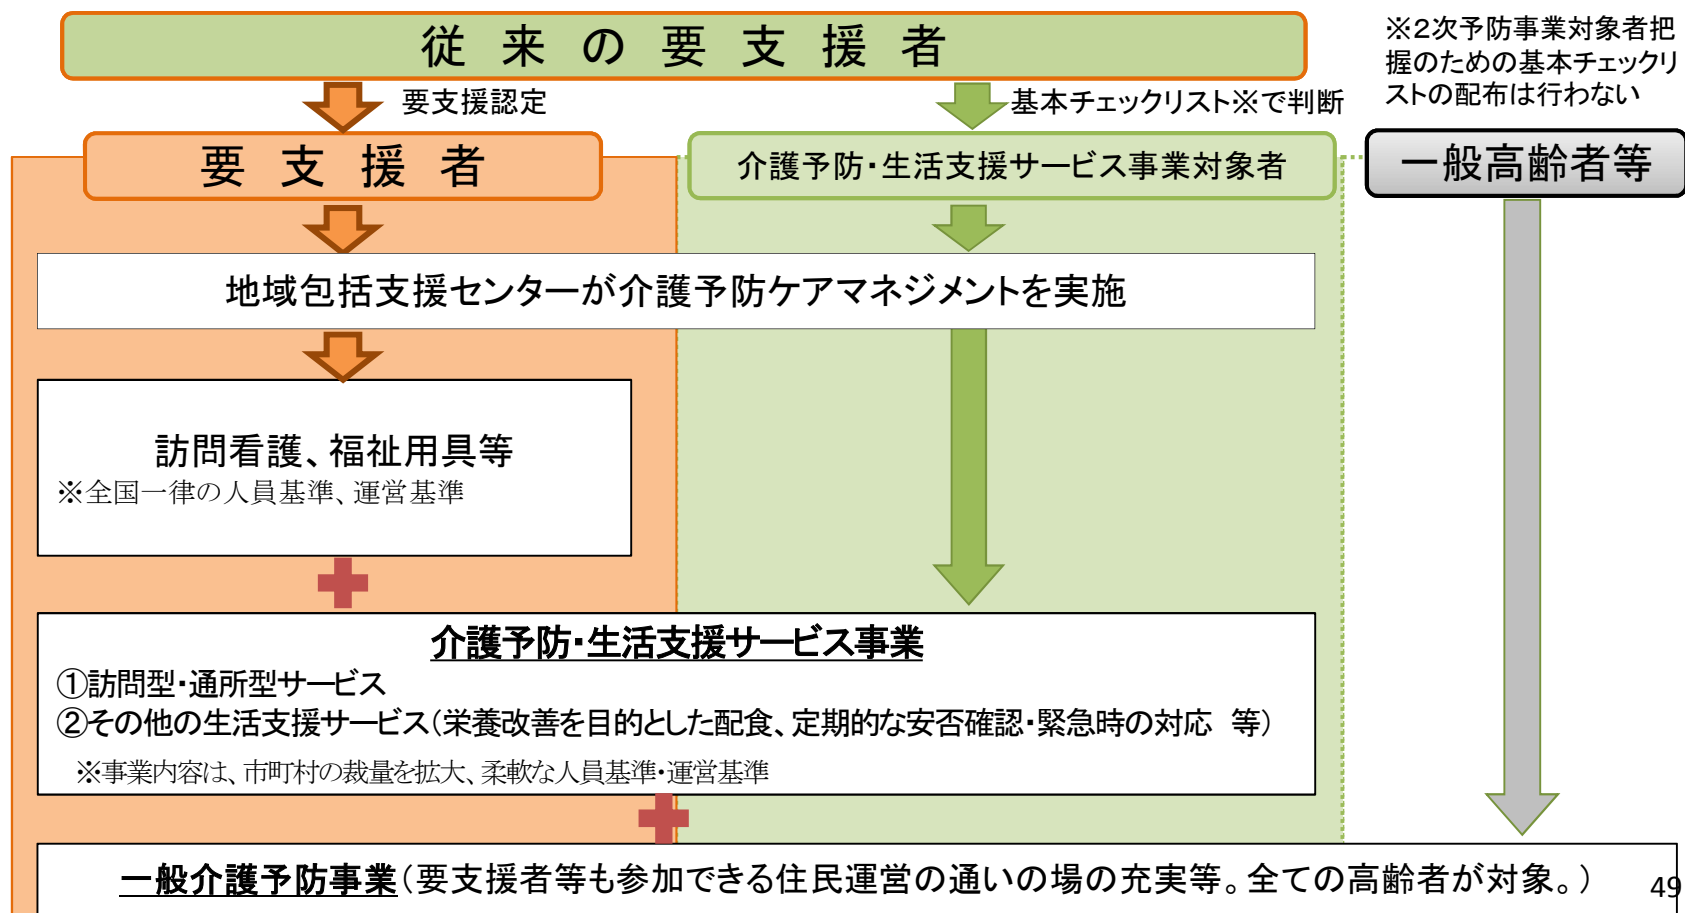 従来の要支援者
※2次予防事業対象者把
握のための基本チェックリ
ストの配布は行わない
要支援認定
基本チェックリスト※で判断
要支援者
介護予防・生活支援サービス事業対象者
一般高齢者等
地域包括支援センターが介護予防ケアマネジメントを実施
訪問看護、福祉用具等
※全国一律の人員基準、運営基準
介護予防・生活支援サービス事業
①訪問型・通所型サービス
②その他の生活支援サービス(栄養改善を目的とした配食、定期的な安否確認・緊急時の対応 等)
※事業内容は、市町村の裁量を拡大、柔軟な人員基準・運営基準
一般介護予防事業(要支援者等も参加できる住民運営の通いの場の充実等。全ての高齢者が対象。)
49